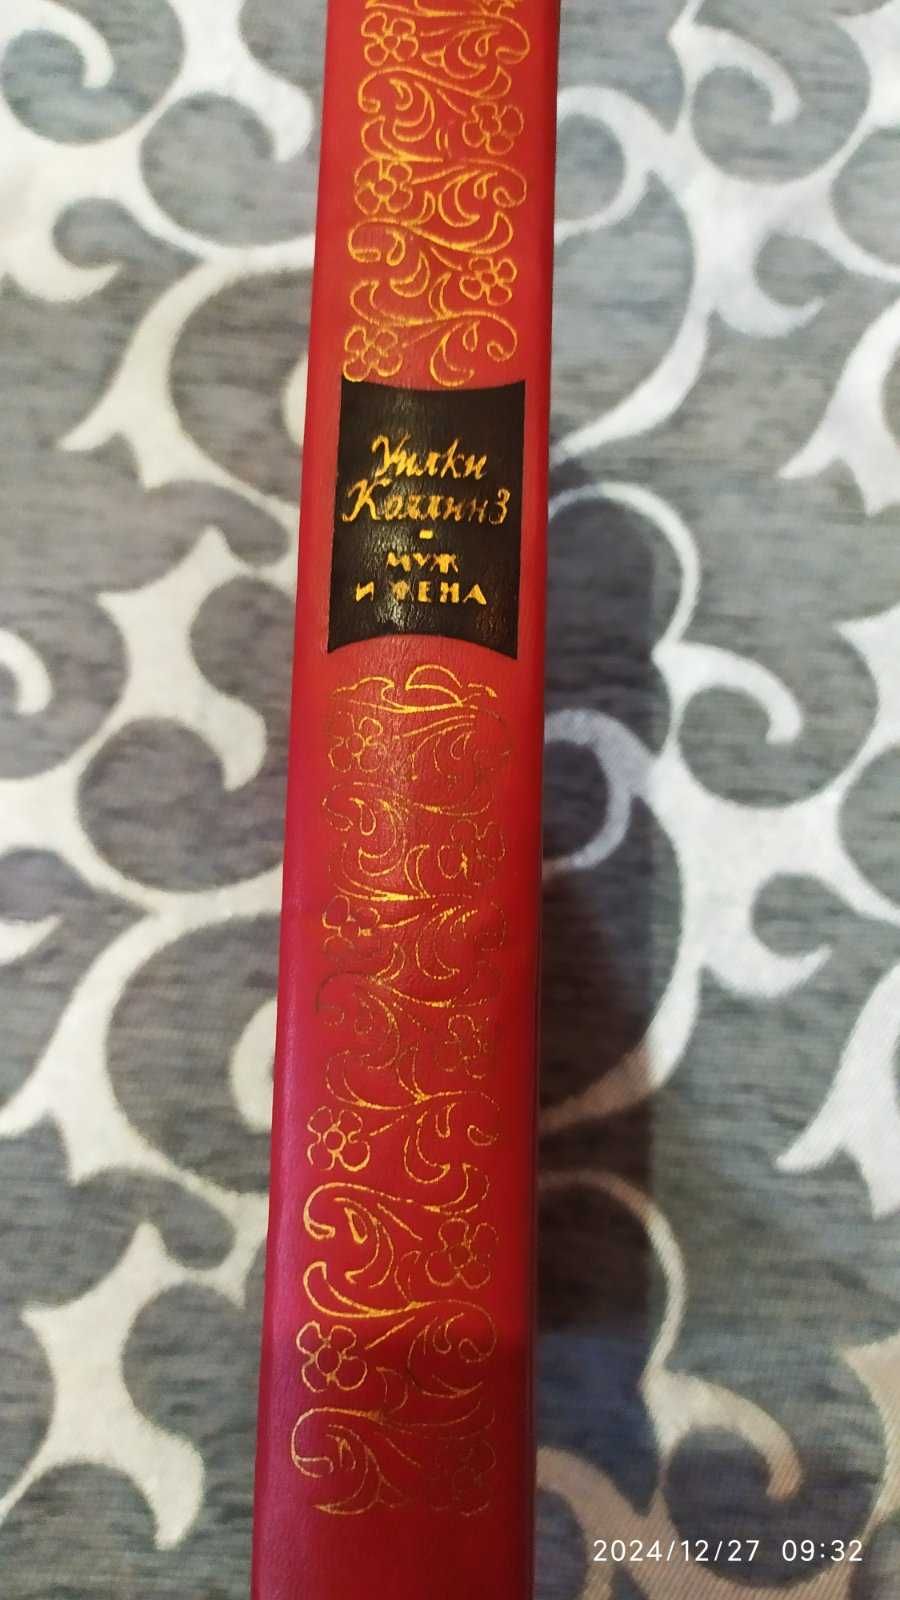 Уилки
Коллинз
-
МУЖ
И ЖЕНА
2024/12/27 09:32